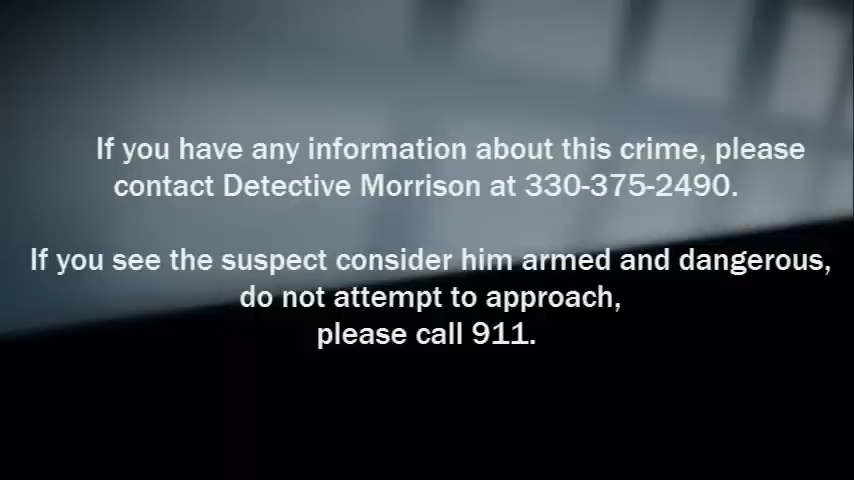 If you have any information about this crime, please
contact Detective Morrison at 330-375-2490.
If you see the suspect consider him armed and dangerous,
do not attempt to approach,
please call 911.